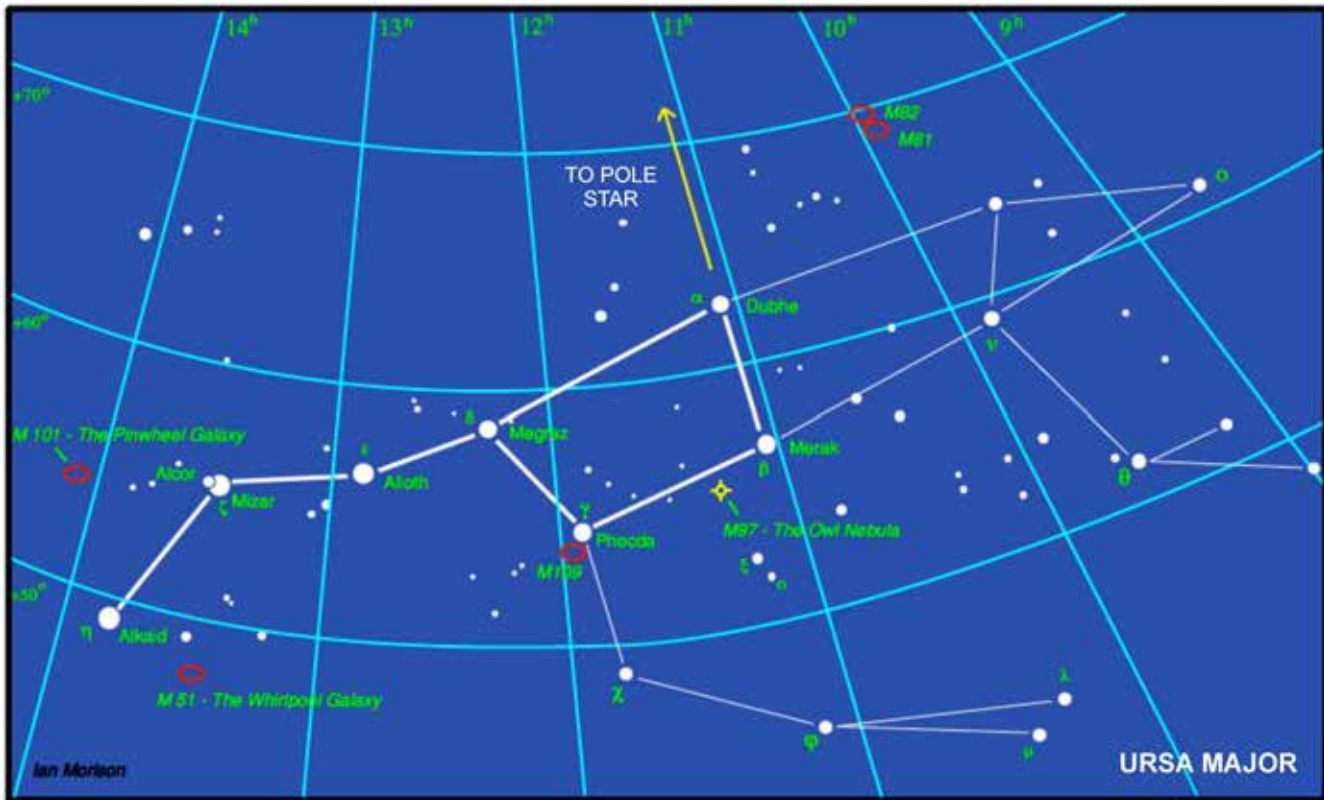 14h
13h
12h
11h
10h
9h
+70°
M82
M81
TO POLE
STAR
ο
α
Dubhe
+60°
ν
M 101 - The Pinwheel Galaxy
δ
Megrez
ε
Alioth
Merak
β
Alcor
Mizar
ζ
θ
γ
Phecda
M97 - The Owl Nebula
M109
ξ
+50°
η
Alkaid
M 51 - The Whirlpool Galaxy
χ
λ
φ
μ
Ian Morison
URSA MAJOR